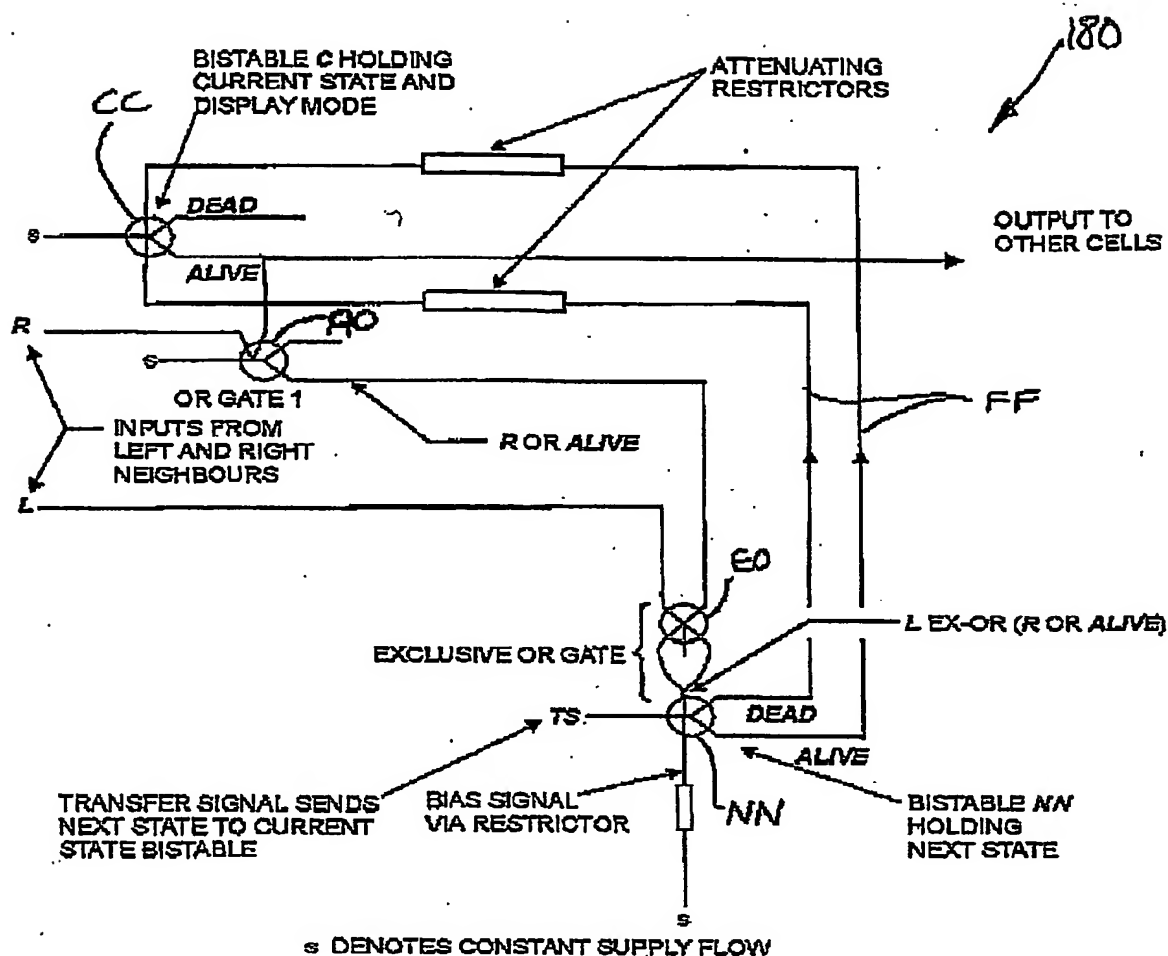 180
BISTABLE C HOLDING
CURRENT STATE AND
DISPLAY MODE
CC
ATTENUATING
RESTRICTORS
DEAD
s
ALIVE
OUTPUT TO
OTHER CELLS
R
AO
s
OR GATE 1
INPUTS FROM
LEFT AND RIGHT
NEIGHBOURS
R OR ALIVE
FF
L
EO
EXCLUSIVE OR GATE
L EX-OR (R OR ALIVE)
TS
DEAD
ALIVE
TRANSFER SIGNAL SENDS
NEXT STATE TO CURRENT
STATE BISTABLE
BIAS SIGNAL
VIA RESTRICTOR
NN
BISTABLE NN
HOLDING
NEXT STATE
s
s DENOTES CONSTANT SUPPLY FLOW